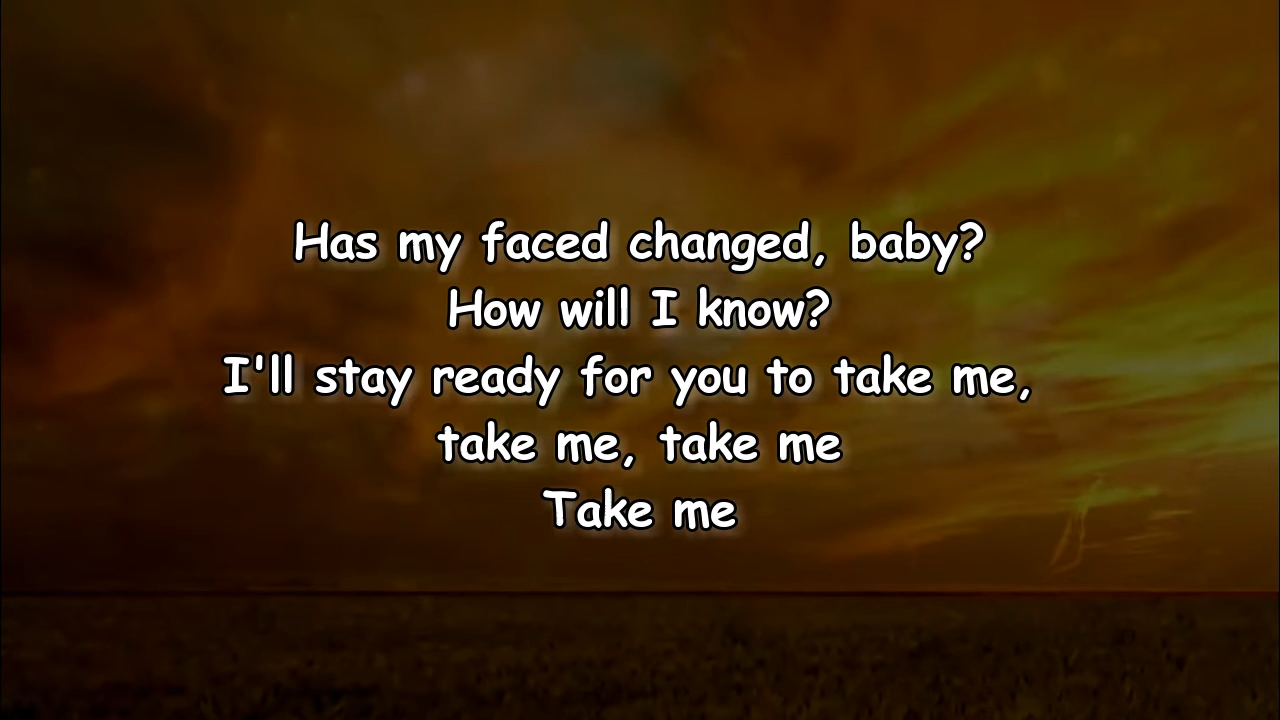 Has my faced changed, baby?
How will I know?
I'll stay ready for you to take me,
take me, take me
Take me